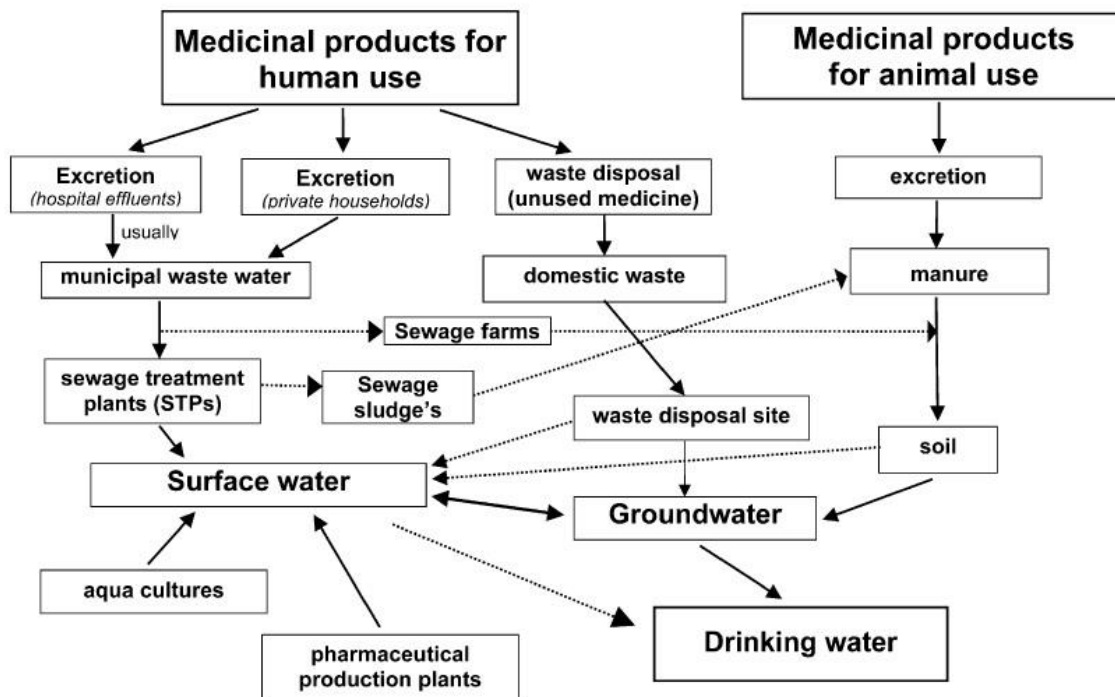 Medicinal products for
human use
Medicinal products
for animal use
Excretion
(hospital effluents)
Excretion
(private households)
waste disposal
(unused medicine)
excretion
usually
municipal waste water
domestic waste
manure
Sewage farms
sewage treatment
plants (STPs)
Sewage
sludge's
waste disposal site
soil
Surface water
Groundwater
aqua cultures
Drinking water
pharmaceutical
production plants